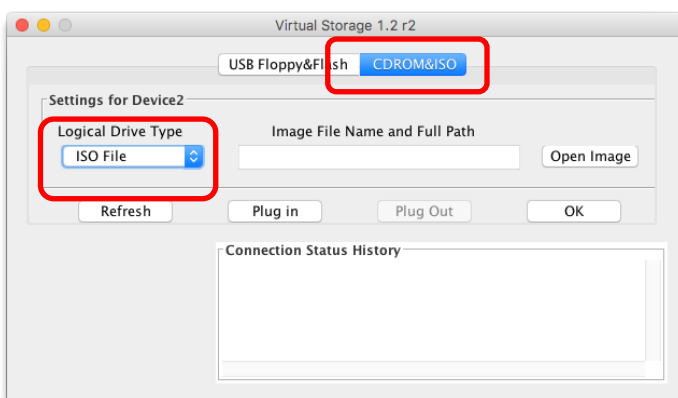 Virtual Storage 1.2 r2
USB Floppy&Flash CDROM&ISO
Settings for Device2
Logical Drive Type Image File Name and Full Path
ISO File Open Image
Refresh Plug in Plug Out OK
Connection Status History